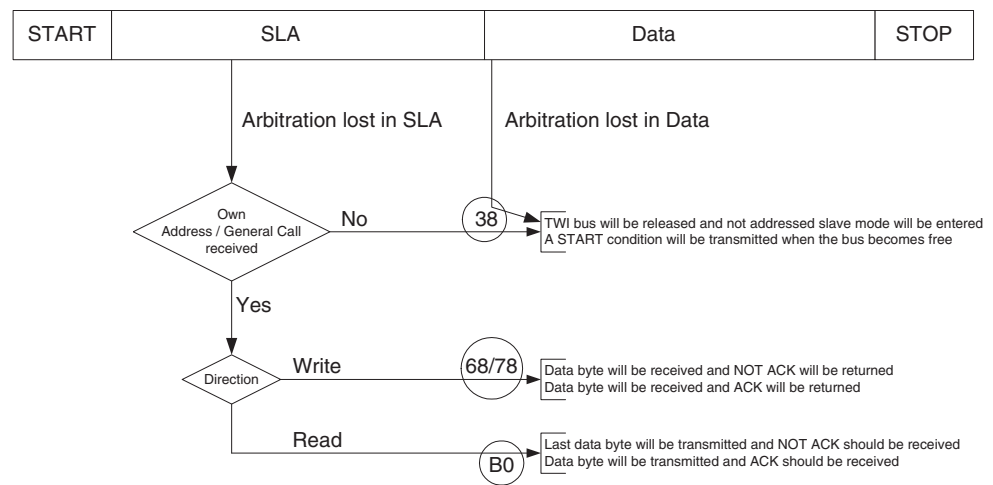 START SLA Data STOP
Arbitration lost in SLA Arbitration lost in Data
Own
Address / General Call
received
No
38
TWI bus will be released and not addressed slave mode will be entered
A START condition will be transmitted when the bus becomes free
Yes
Direction
Write
68/78
Data byte will be received and NOT ACK will be returned
Data byte will be received and ACK will be returned
Read
B0
Last data byte will be transmitted and NOT ACK should be received
Data byte will be transmitted and ACK should be received